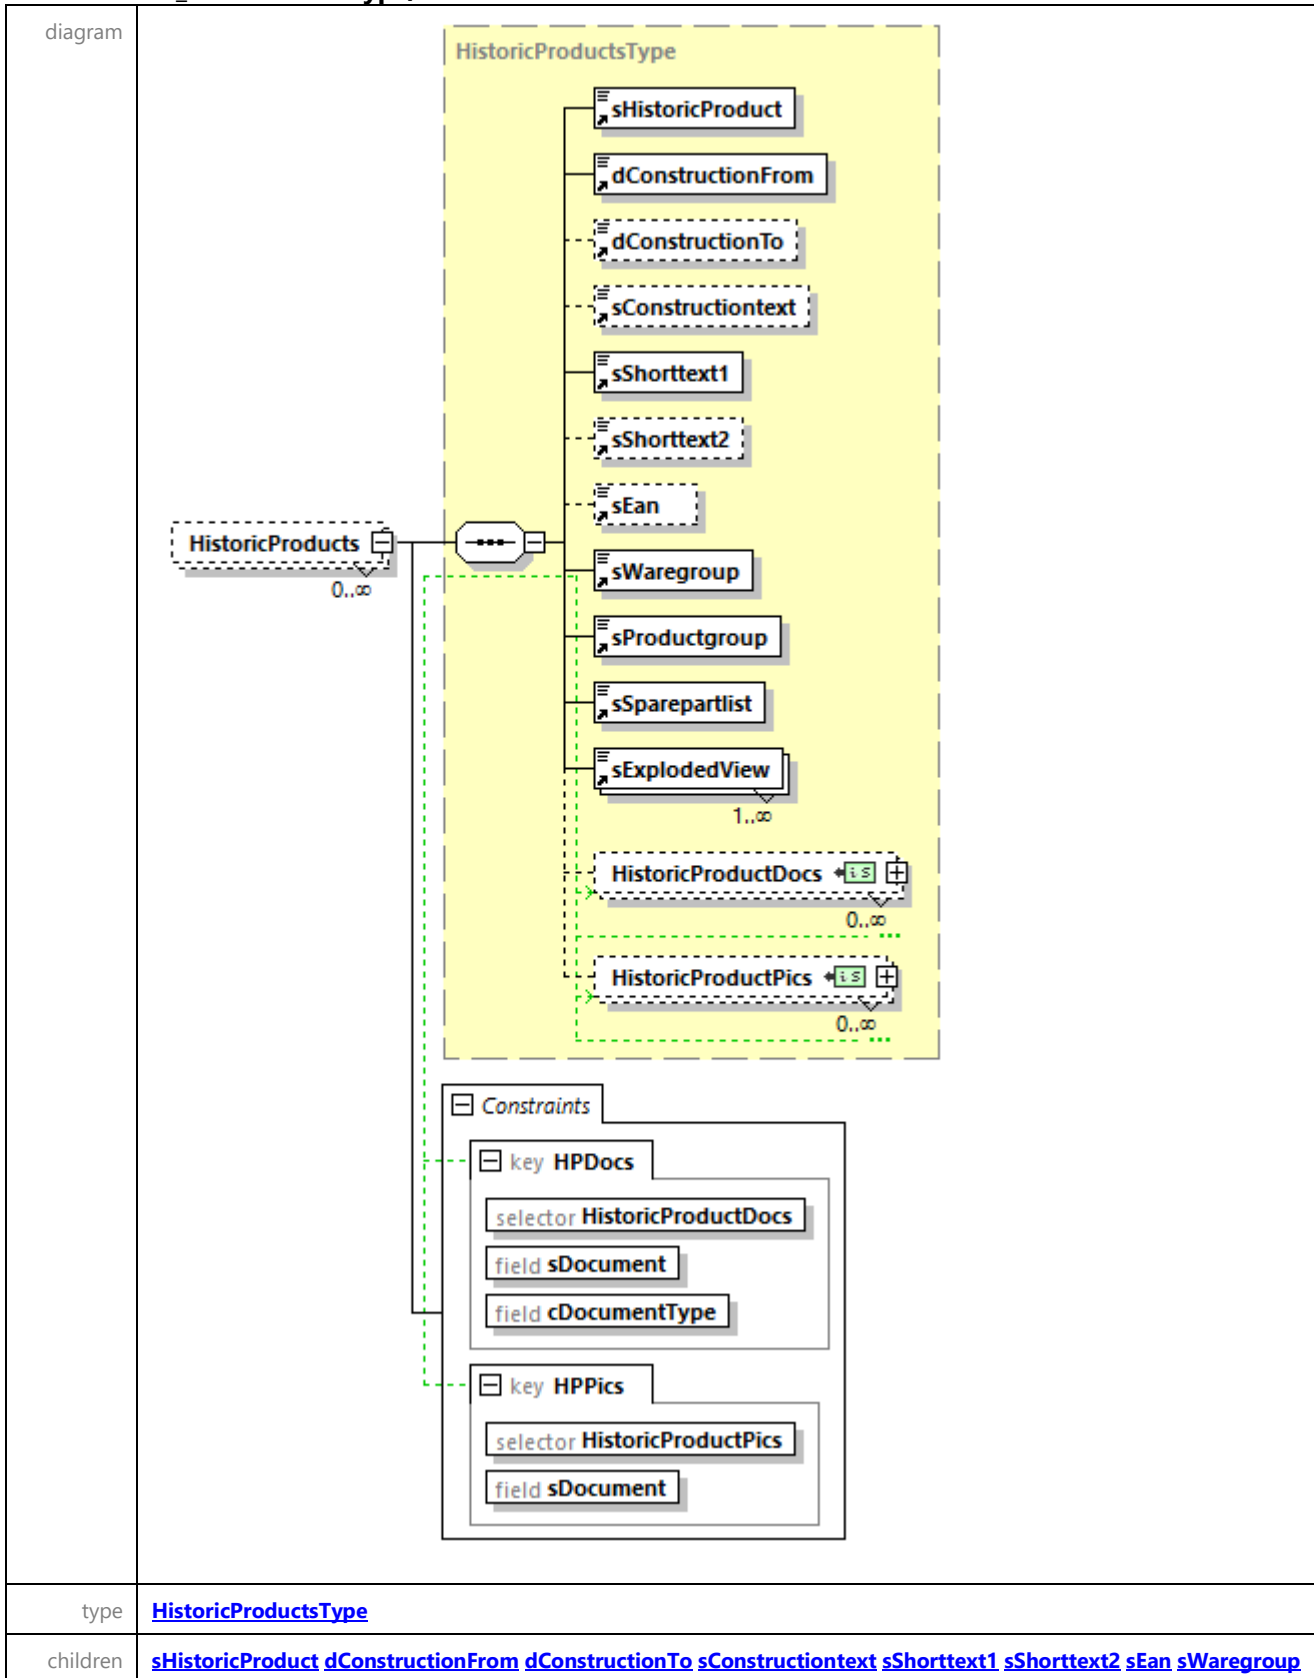 diagram
HistoricProductsType
sHistoricProduct
dConstructionFrom
dConstructionTo
sConstructiontext
sShorttext1
sShorttext2
sEan
HistoricProducts
0..∞
sWaregroup
sProductgroup
sSparepartlist
sExplodedView
1..∞
HistoricProductDocs
0..∞
HistoricProductPics
0..∞
Constraints
key HPDocs
selector HistoricProductDocs
field sDocument
field cDocumentType
key HPPics
selector HistoricProductPics
field sDocument
type HistoricProductsType
children sHistoricProduct dConstructionFrom dConstructionTo sConstructiontext sShorttext1 sShorttext2 sEan sWaregroup